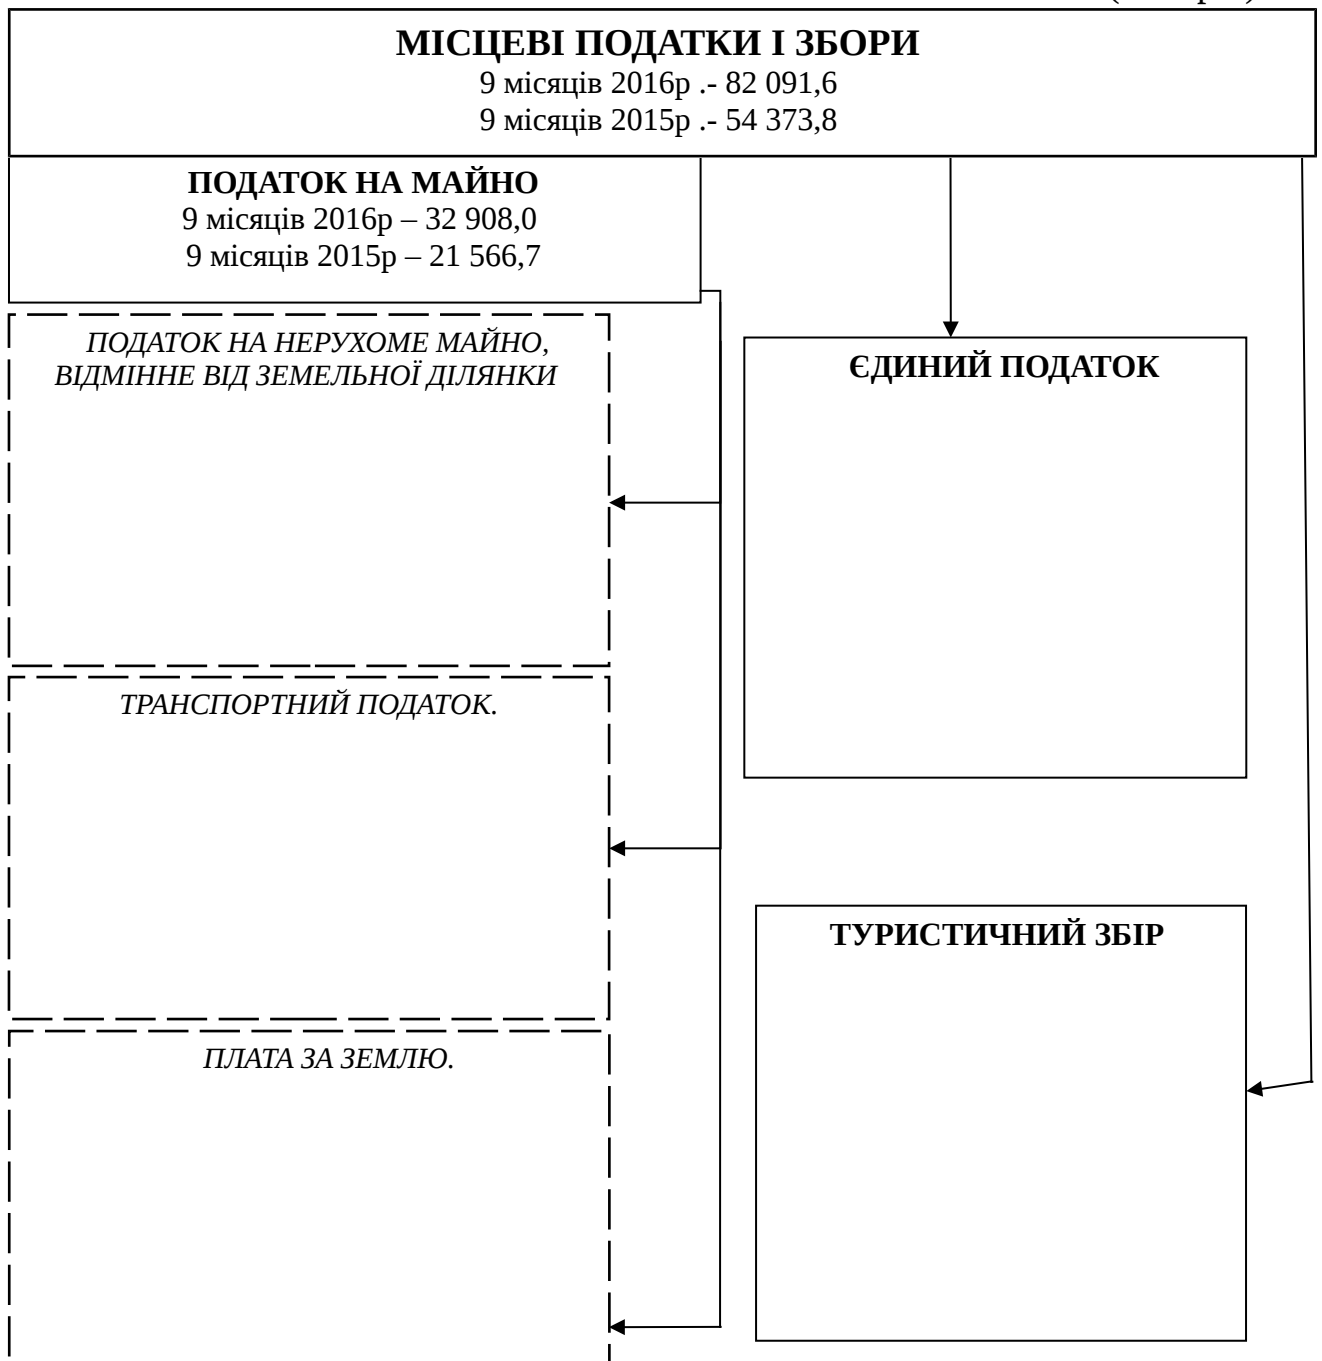 МІСЦЕВІ ПОДАТКИ І ЗБОРИ
9 місяців 2016р .- 82 091,6
9 місяців 2015р .- 54 373,8
ПОДАТОК НА МАЙНО
9 місяців 2016р – 32 908,0
9 місяців 2015р – 21 566,7
ПОДАТОК НА НЕРУХОМЕ МАЙНО,
ВІДМІННЕ ВІД ЗЕМЕЛЬНОЇ ДІЛЯНКИ
ЄДИНИЙ ПОДАТОК
ТРАНСПОРТНИЙ ПОДАТОК.
ТУРИСТИЧНИЙ ЗБІР
ПЛАТА ЗА ЗЕМЛЮ.